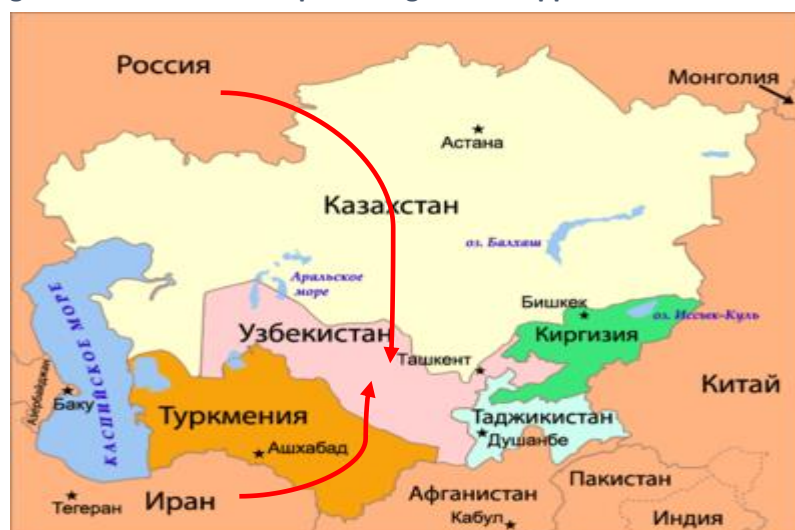 Россия
Монголия
Астана
Казахстан
оз. Балхаш
Аральское
море
КАСПИЙСКОЕ МОРЕ
Бишкек
оз. Иссык-Куль
Узбекистан
Киргизия
Ташкент
Азербайджан
Баку
Китай
Туркмения
Таджикистан
Ашхабад
Душанбе
Тегеран
Иран
Афганистан
Пакистан
Кабул
Индия